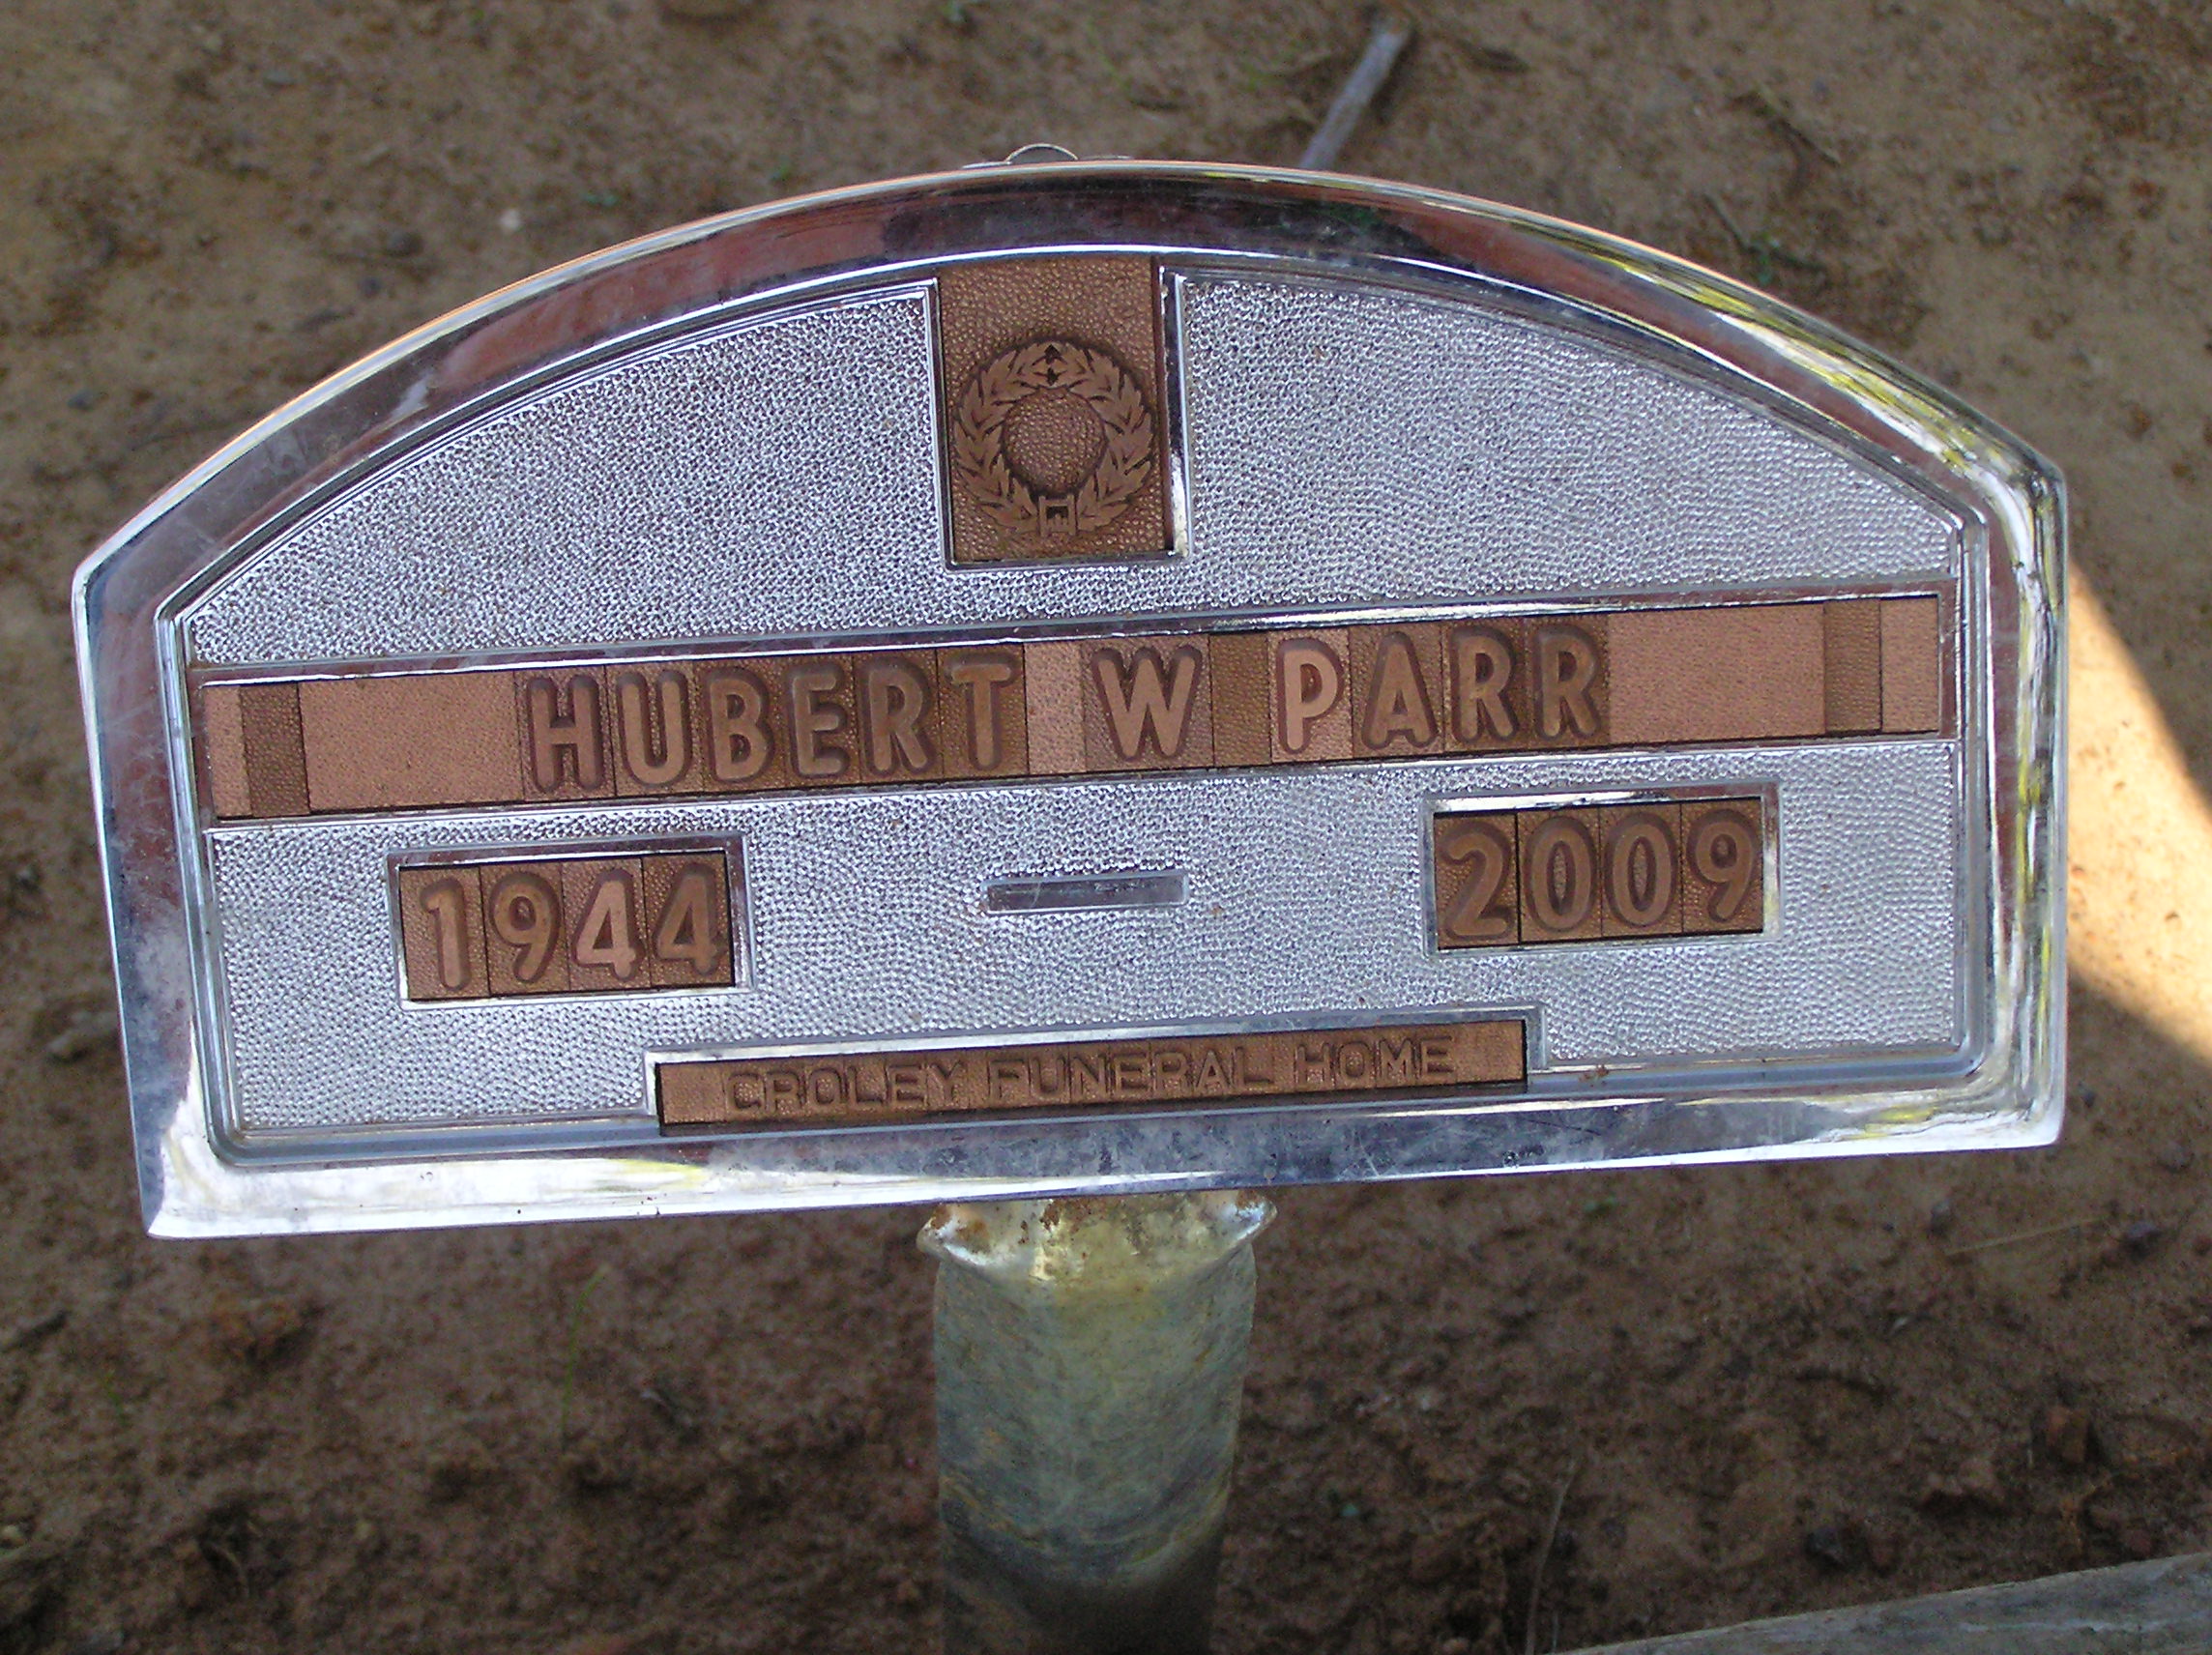 HUBERT W PARR
1944 - 2009
CROLEY FUNERAL HOME